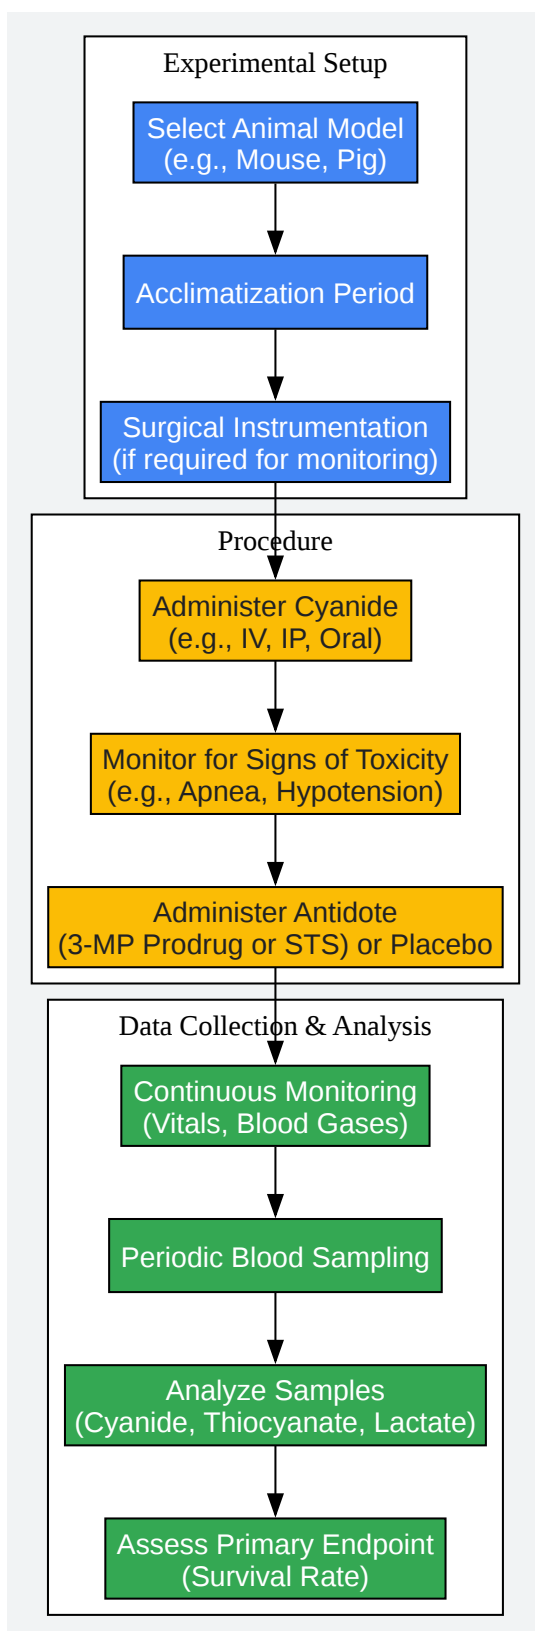 Experimental Setup
Select Animal Model
(e.g., Mouse, Pig)
Acclimatization Period
Surgical Instrumentation
(if required for monitoring)
Procedure
Administer Cyanide
(e.g., IV, IP, Oral)
Monitor for Signs of Toxicity
(e.g., Apnea, Hypotension)
Administer Antidote
(3-MP Prodrug or STS) or Placebo
Data Collection & Analysis
Continuous Monitoring
(Vitals, Blood Gases)
Periodic Blood Sampling
Analyze Samples
(Cyanide, Thiocyanate, Lactate)
Assess Primary Endpoint
(Survival Rate)